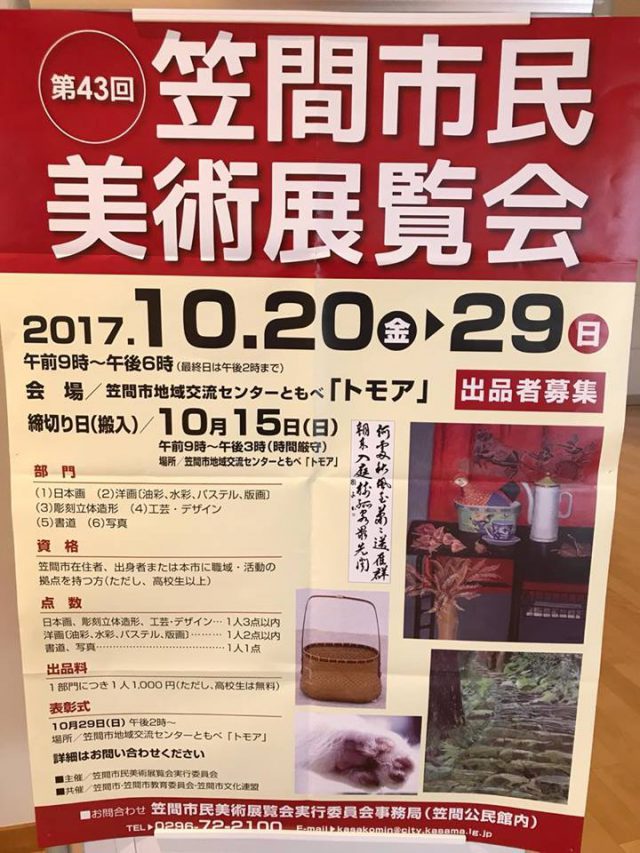 第43回
笠間市民
美術展覧会
2017.10.20金▶29日
午前9時～午後6時(最終日は午後2時まで)
会 場／笠間市地域交流センターともべ「トモア」
出品者募集
締切り日(搬入)／10月15日(日)
午前9時～午後3時(時間厳守)
場所／笠間市地域交流センターともべ「トモア」
部 門
(1)日本画 (2)洋画〔油彩、水彩、パステル、版画〕
(3)彫刻立体造形 (4)工芸・デザイン
(5)書道 (6)写真
資 格
笠間市在住者、出身者または本市に職域・活動の
拠点を持つ方(ただし、高校生以上)
点 数
日本画、彫刻立体造形、工芸・デザイン… 1人3点以内
洋画〔油彩、水彩、パステル、版画〕……… 1人2点以内
書道、写真……………………………… 1人1点
出品料
1部門につき1人1,000円(ただし、高校生は無料)
表彰式
10月29日(日) 午後2時～
場所／笠間市地域交流センターともべ「トモア」
詳細はお問い合わせください
■主催／笠間市民美術展覧会実行委員会
■共催／笠間市・笠間市教育委員会・笠間市文化連盟
■お問合わせ 笠間市民美術展覧会実行委員会事務局(笠間公民館内)
TEL▶0296-72-2100 E-mail▶kasakomin@city.kasama.lg.jp